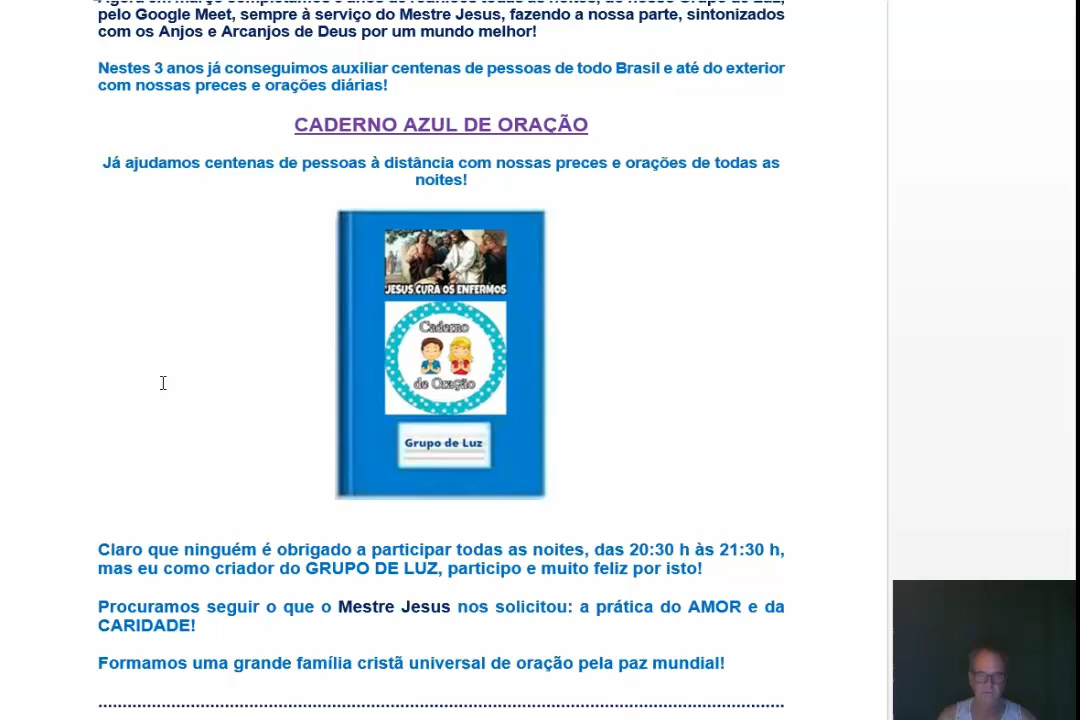 pelo Google Meet, sempre à serviço do Mestre Jesus, fazendo a nossa parte, sintonizados
com os Anjos e Arcanjos de Deus por um mundo melhor!
Nestes 3 anos já conseguimos auxiliar centenas de pessoas de todo Brasil e até do exterior
com nossas preces e orações diárias!
CADERNO AZUL DE ORAÇÃO
Já ajudamos centenas de pessoas à distância com nossas preces e orações de todas as
noites!
JESUS CURA OS ENFERMOS
Caderno
de Oração
Grupo de Luz
Claro que ninguém é obrigado a participar todas as noites, das 20:30 h às 21:30 h,
mas eu como criador do GRUPO DE LUZ, participo e muito feliz por isto!
Procuramos seguir o que o Mestre Jesus nos solicitou: a prática do AMOR e da
CARIDADE!
Formamos uma grande família cristã universal de oração pela paz mundial!